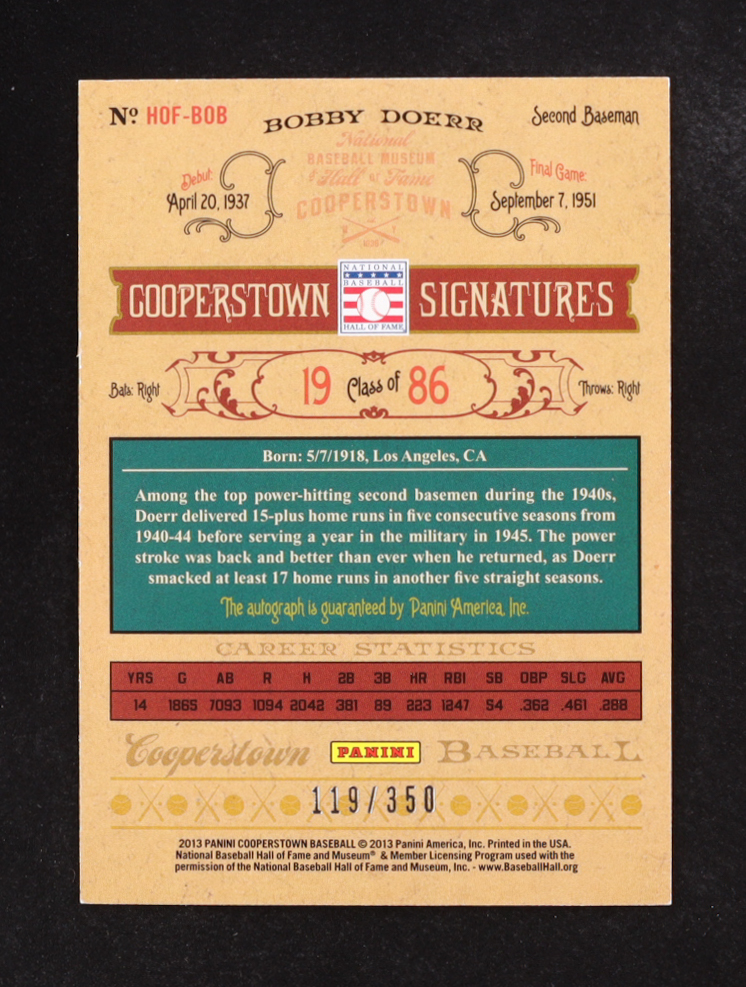 Nº HOF-BOB
BOBBY DOERR
Second Baseman
National
BASEBALL MUSEUM
& Hall of Fame
COOPERSTOWN
N Y
1939
Debut:
April 20, 1937
Final Game:
September 7, 1951
COOPERSTOWN
NATIONAL
BASEBALL
HALL OF FAME
SIGNATURES
Bats: Right
19 Class of 86
Throws: Right
Born: 5/7/1918, Los Angeles, CA
Among the top power-hitting second basemen during the 1940s,
Doerr delivered 15-plus home runs in five consecutive seasons from
1940-44 before serving a year in the military in 1945. The power
stroke was back and better than ever when he returned, as Doerr
smacked at least 17 home runs in another five straight seasons.
The autograph is guaranteed by Panini America, Inc.
CAREER STATISTICS
YRS G AB R H 2B 3B HR RBI SB OBP SLG AVG
14 1865 7093 1094 2042 381 89 223 1247 54 .362 .461 .288
Cooperstown PANINI BASEBALL
119/350
2013 PANINI COOPERSTOWN BASEBALL © 2013 Panini America, Inc. Printed in the USA.
National Baseball Hall of Fame and Museum® & Member Licensing Program used with the
permission of the National Baseball Hall of Fame and Museum, Inc. - www.BaseballHall.org